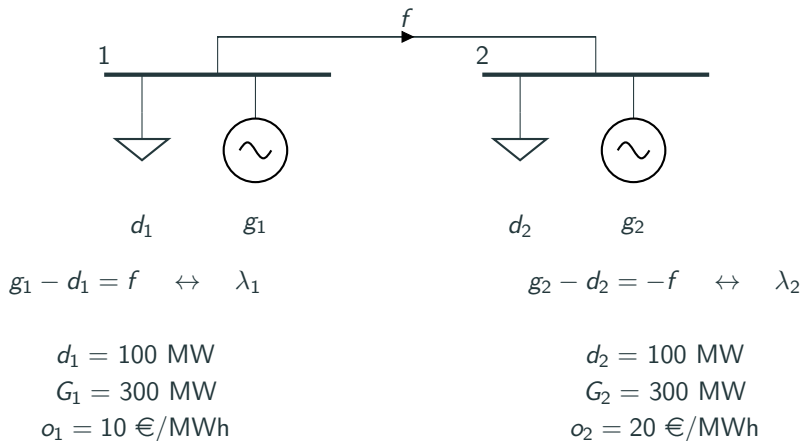 f
1
2
d₁ g₁ d₂ g₂
g₁ − d₁ = f ↔ λ₁ g₂ − d₂ = −f ↔ λ₂
d₁ = 100 MW d₂ = 100 MW
G₁ = 300 MW G₂ = 300 MW
o₁ = 10 €/MWh o₂ = 20 €/MWh